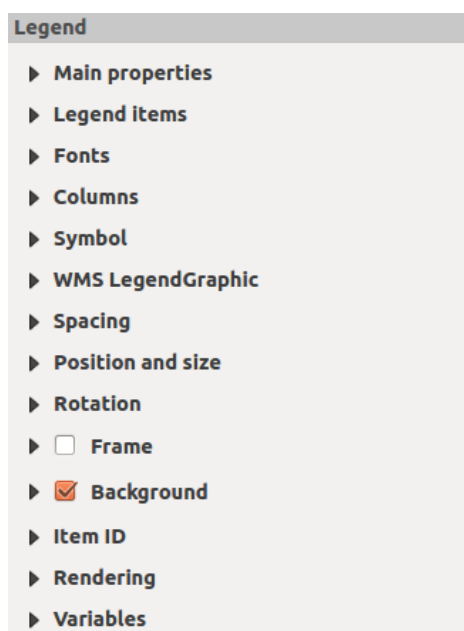 Legend
Main properties
Legend items
Fonts
Columns
Symbol
WMS LegendGraphic
Spacing
Position and size
Rotation
Frame
Background
Item ID
Rendering
Variables